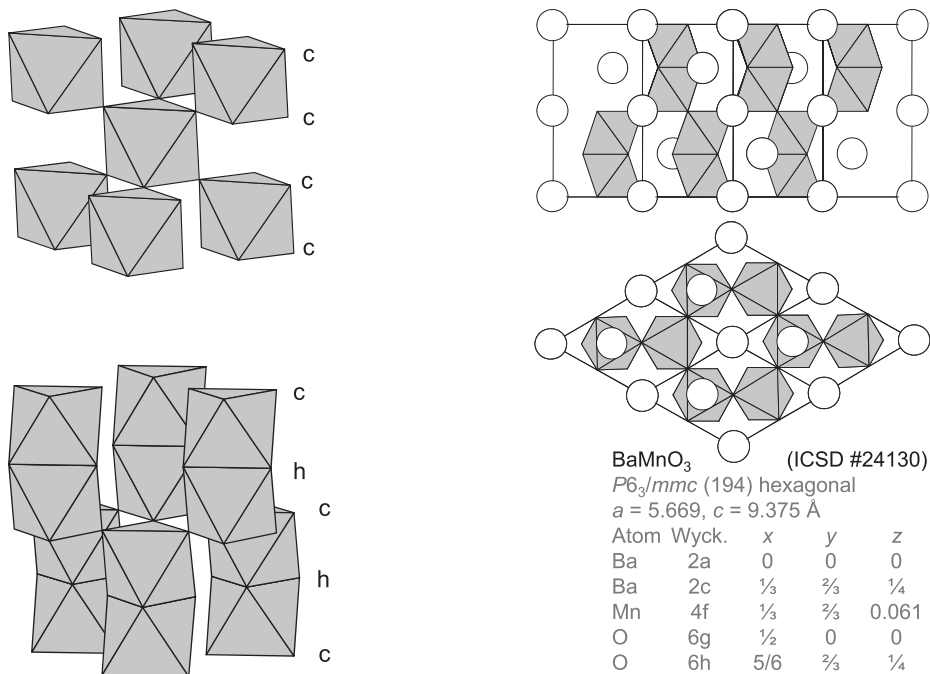 c
c
c
c
c
h
c
h
c
BaMnO₃ (ICSD #24130)
P6₃/mmc (194) hexagonal
a = 5.669, c = 9.375 Å
Atom Wyck. x y z
Ba 2a 0 0 0
Ba 2c ⅓ ⅔ ¼
Mn 4f ⅓ ⅔ 0.061
O 6g ½ 0 0
O 6h 5/6 ⅔ ¼